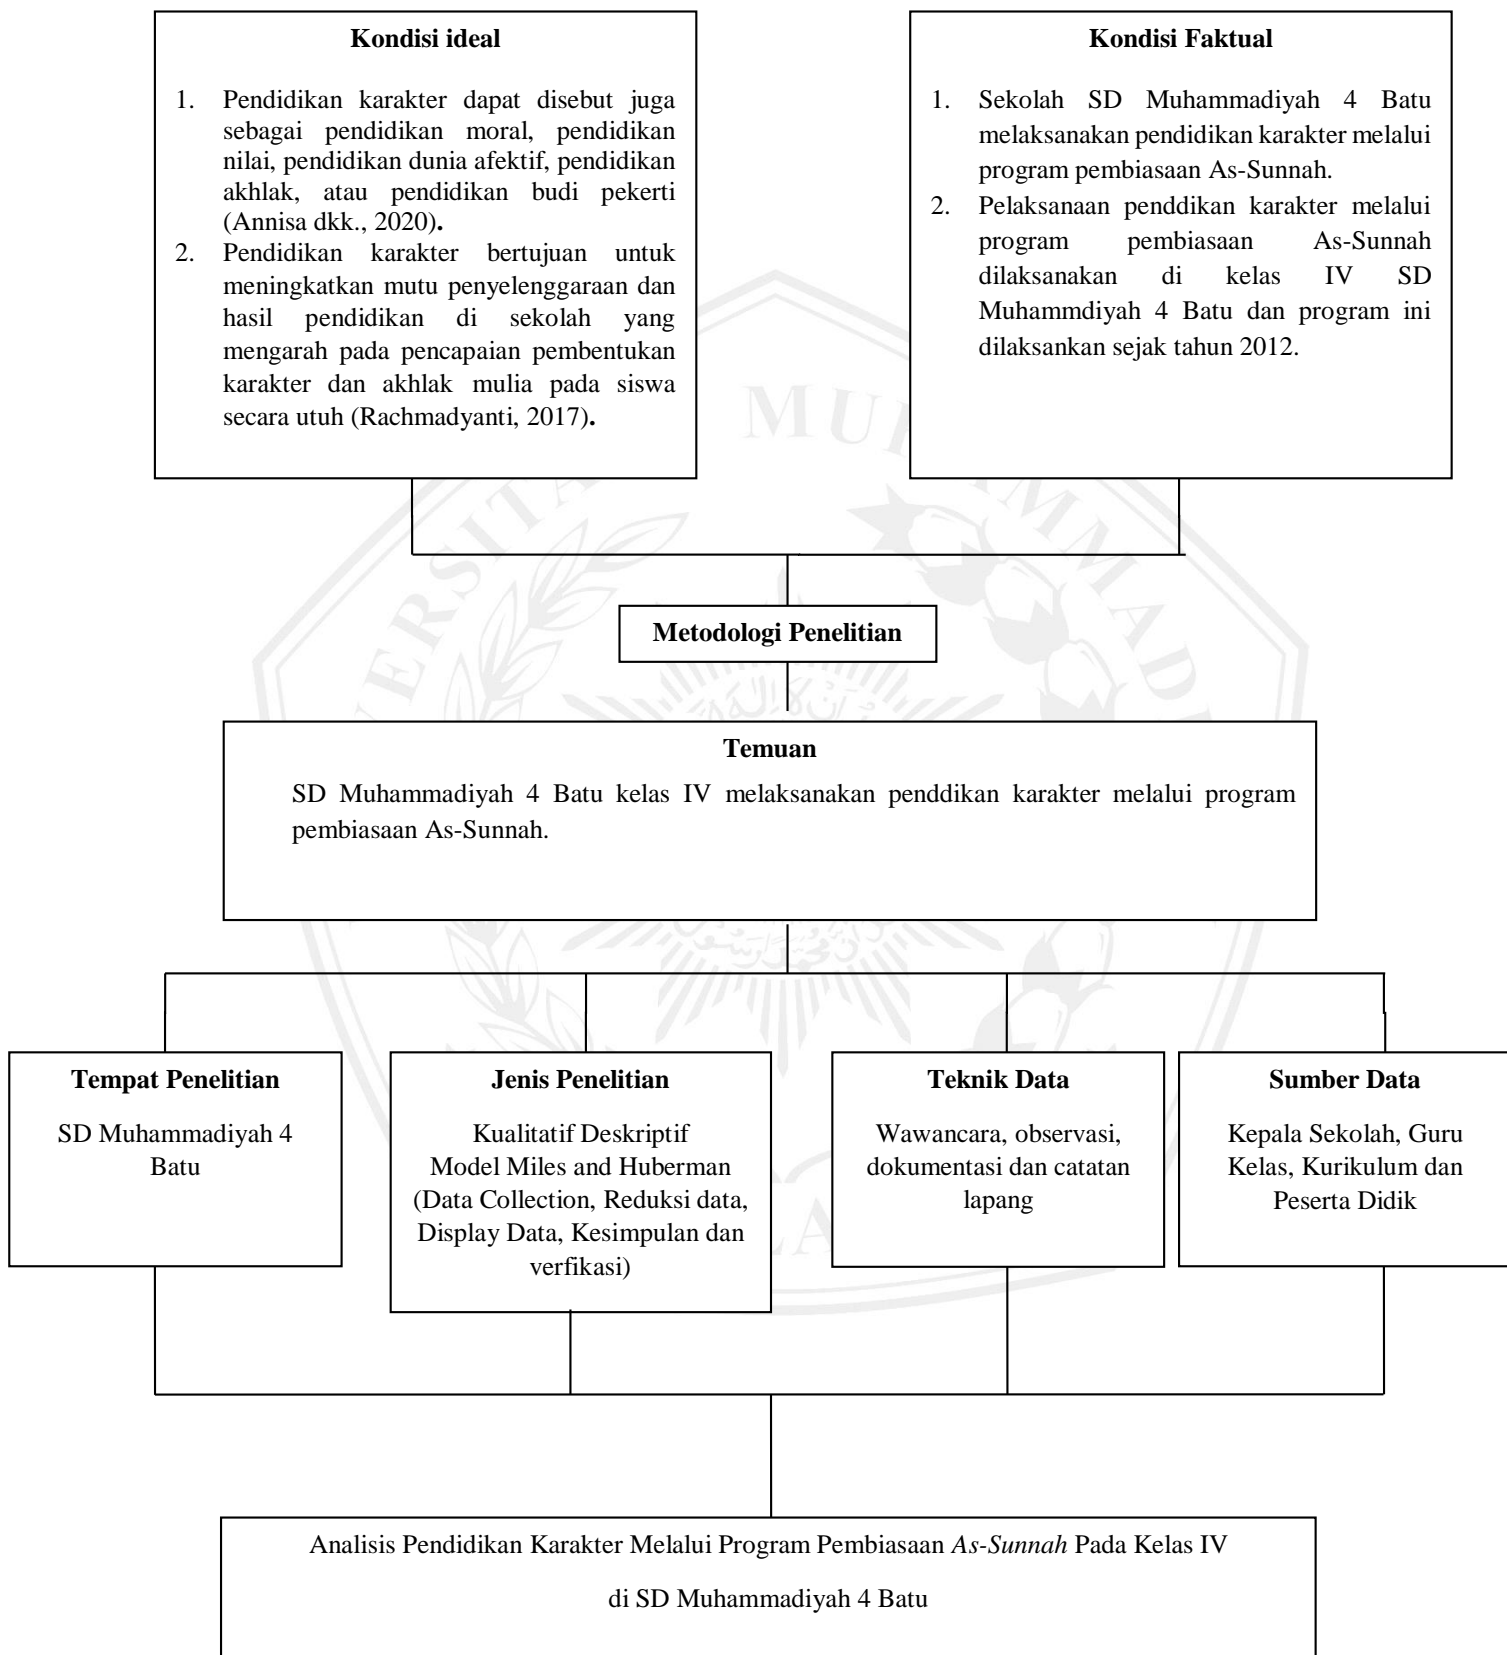 Kondisi ideal
1. Pendidikan karakter dapat disebut juga
sebagai pendidikan moral, pendidikan
nilai, pendidikan dunia afektif, pendidikan
akhlak, atau pendidikan budi pekerti
(Annisa dkk., 2020).
2. Pendidikan karakter bertujuan untuk
meningkatkan mutu penyelenggaraan dan
hasil pendidikan di sekolah yang
mengarah pada pencapaian pembentukan
karakter dan akhlak mulia pada siswa
secara utuh (Rachmadyanti, 2017).
Kondisi Faktual
1. Sekolah SD Muhammadiyah 4 Batu
melaksanakan pendidikan karakter melalui
program pembiasaan As-Sunnah.
2. Pelaksanaan penddikan karakter melalui
program pembiasaan As-Sunnah
dilaksanakan di kelas IV SD
Muhammdiyah 4 Batu dan program ini
dilaksankan sejak tahun 2012.
Metodologi Penelitian
Temuan
SD Muhammadiyah 4 Batu kelas IV melaksanakan penddikan karakter melalui program
pembiasaan As-Sunnah.
Tempat Penelitian
SD Muhammadiyah 4
Batu
Jenis Penelitian
Kualitatif Deskriptif
Model Miles and Huberman
(Data Collection, Reduksi data,
Display Data, Kesimpulan dan
verfikasi)
Teknik Data
Wawancara, observasi,
dokumentasi dan catatan
lapang
Sumber Data
Kepala Sekolah, Guru
Kelas, Kurikulum dan
Peserta Didik
Analisis Pendidikan Karakter Melalui Program Pembiasaan As-Sunnah Pada Kelas IV
di SD Muhammadiyah 4 Batu